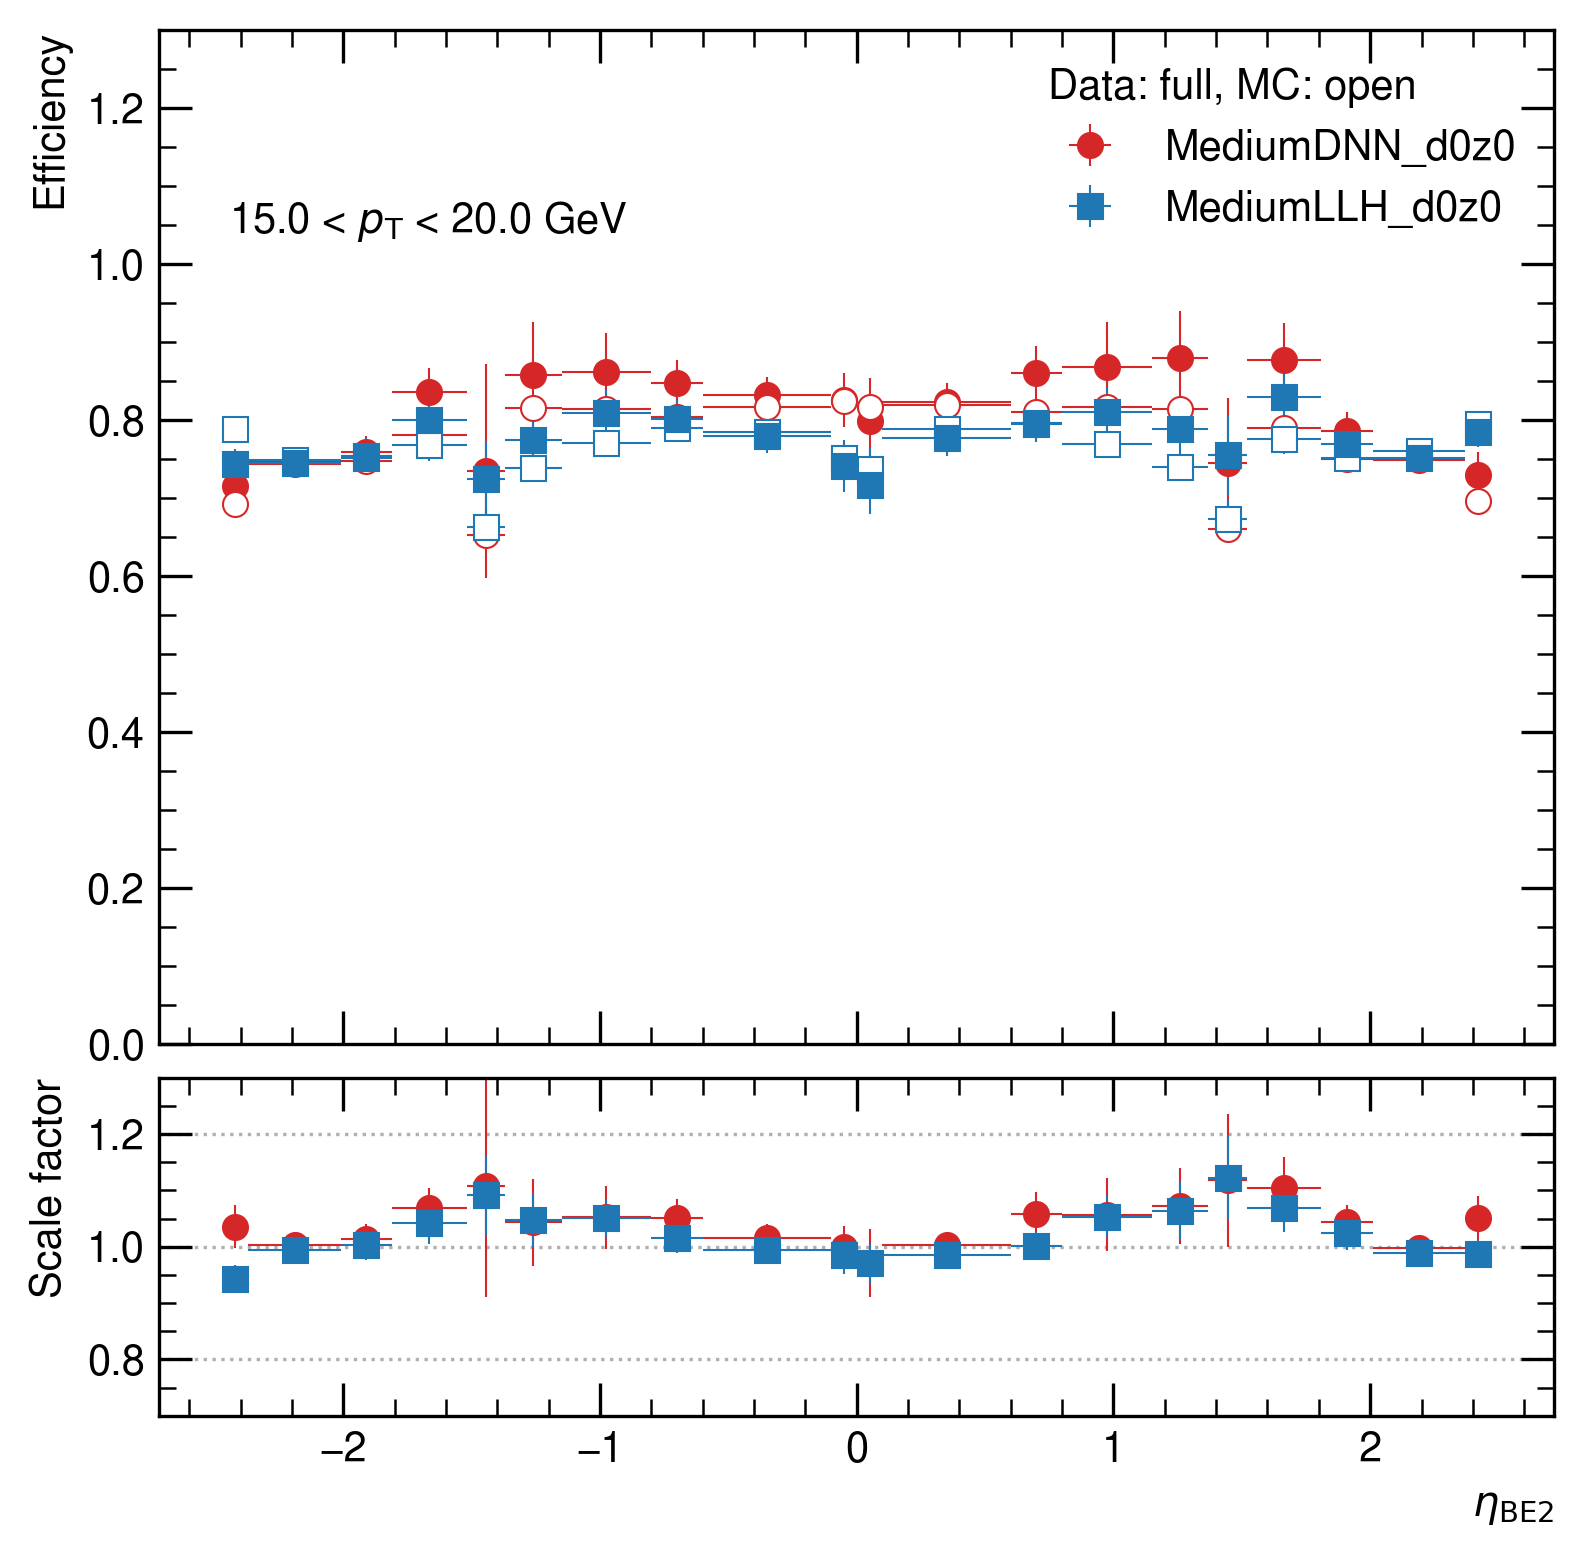 Efficiency
Data: full, MC: open
MediumDNN_d0z0
MediumLLH_d0z0
15.0 < pT < 20.0 GeV
1.2
1.0
0.8
0.6
0.4
0.2
0.0
Scale factor
1.2
1.0
0.8
−2 −1 0 1 2
ηBE2